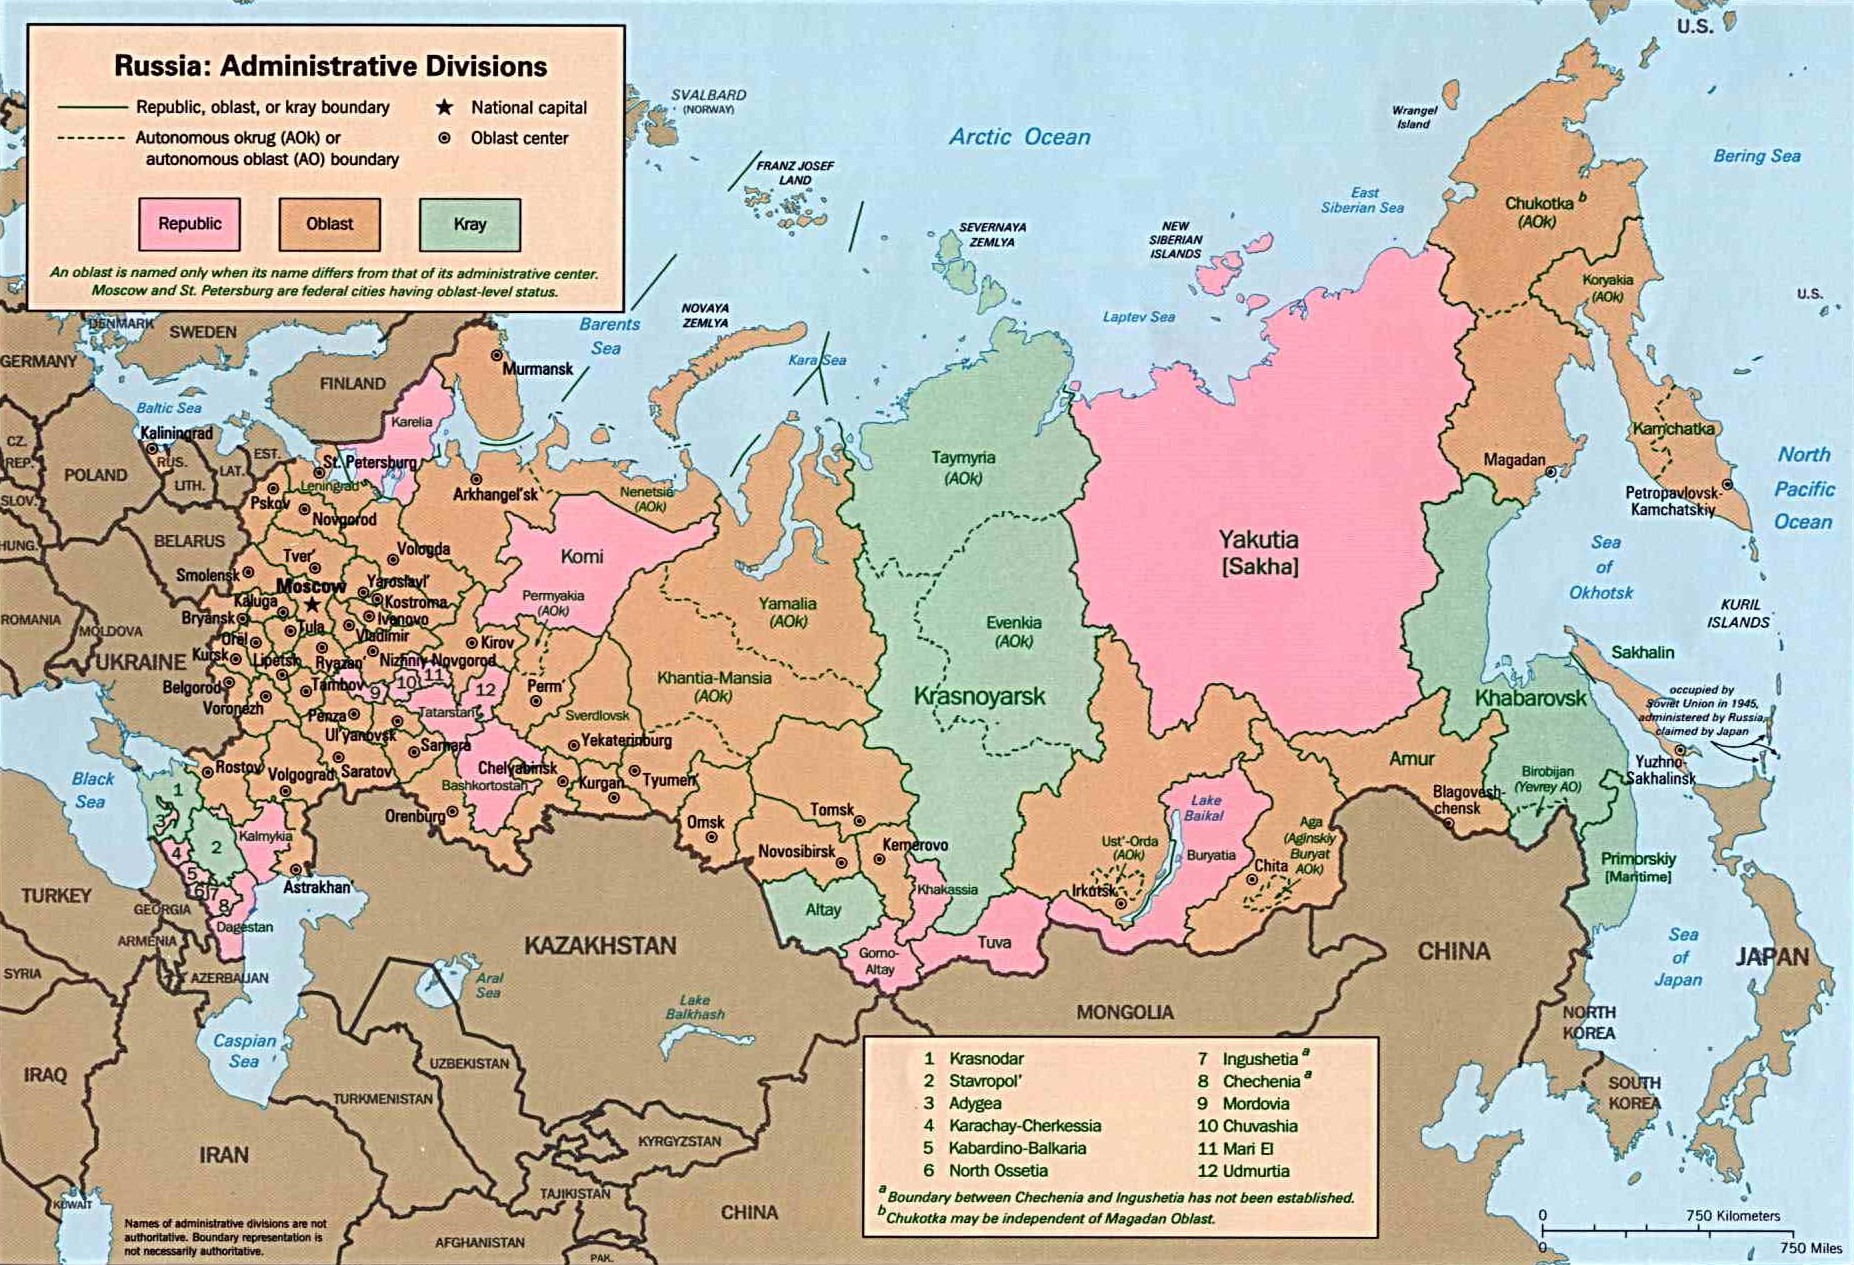 Russia: Administrative Divisions
Republic, oblast, or kray boundary
Autonomous okrug (AOk) or
autonomous oblast (AO) boundary
National capital
Oblast center
Republic
Oblast
Kray
An oblast is named only when its name differs from that of its administrative center.
Moscow and St. Petersburg are federal cities having oblast-level status.
U.S.
SVALBARD
(NORWAY)
Arctic Ocean
Wrangel
Island
Bering Sea
FRANZ JOSEF
LAND
East
Siberian Sea
Chukotka b
(AOk)
SEVERNAYA
ZEMLYA
NEW
SIBERIAN
ISLANDS
Koryakia
(AOk)
U.S.
NOVAYA
ZEMLYA
Laptev Sea
Barents
Sea
Kara Sea
DENMARK
SWEDEN
GERMANY
FINLAND
Murmansk
Baltic Sea
Karelia
Kaliningrad
CZ.
REP.
POLAND
RUS.
LITH.
LAT.
EST.
St. Petersburg
Leningrad
SLOV.
Pskov
Novgorod
Arkhangel'sk
Nenetsia
(AOk)
Taymyria
(AOk)
Kamchatka
Magadan
Petropavlovsk-
Kamchatskiy
North
Pacific
Ocean
HUNG.
BELARUS
Tver'
Vologda
Komi
Yakutia
[Sakha]
Sea
of
Okhotsk
Smolensk
Moscow
Yaroslavl'
Kostroma
Kaluga
Ivanovo
Bryansk
Tula
Vladimir
Permyakia
(AOk)
Yamalia
(AOk)
Evenkia
(AOk)
KURIL
ISLANDS
ROMANIA
MOLDOVA
UKRAINE
Orël
Kursk
Lipetsk
Ryazan'
Nizhniy Novgorod
Kirov
Sakhalin
Belgorod
Tambov
9
10
11
12
Perm'
Khantia-Mansia
(AOk)
Krasnoyarsk
Khabarovsk
occupied by
Soviet Union in 1945,
administered by Russia,
claimed by Japan
Voronezh
Penza
Tatarstan
Sverdlovsk
Ul'yanovsk
Samara
Yekaterinburg
Amur
Yuzhno-
Sakhalinsk
Black
Sea
Rostov
Volgograd
Saratov
Chelyabinsk
Bashkortostan
Kurgan
Tyumen'
Birobijan
(Yevrey AO)
Blagovesh-
chensk
1
3
2
Kalmykia
Orenburg
Omsk
Tomsk
Lake
Baikal
Aga
(Aginskiy
Buryat
AOk)
Ust'-Orda
(AOk)
Novosibirsk
Kemerovo
Buryatia
Chita
Primorskiy
[Maritime]
4
5
6
7
8
Astrakhan'
Khakassia
Irkutsk
TURKEY
GEORGIA
Dagestan
Altay
ARMENIA
AZERBAIJAN
KAZAKHSTAN
Gorno-
Altay
Tuva
CHINA
Sea
of
Japan
JAPAN
SYRIA
Aral
Sea
Lake
Balkhash
MONGOLIA
NORTH
KOREA
Caspian
Sea
IRAQ
UZBEKISTAN
TURKMENISTAN
SOUTH
KOREA
KYRGYZSTAN
IRAN
TAJIKISTAN
KUWAIT
CHINA
AFGHANISTAN
PAK.
1 Krasnodar
2 Stavropol'
3 Adygea
4 Karachay-Cherkessia
5 Kabardino-Balkaria
6 North Ossetia
7 Ingushetia a
8 Chechenia a
9 Mordovia
10 Chuvashia
11 Mari El
12 Udmurtia
a Boundary between Chechenia and Ingushetia has not been established.
b Chukotka may be independent of Magadan Oblast.
Names of administrative divisions are not
authoritative. Boundary representation is
not necessarily authoritative.
0 750 Kilometers
0 750 Miles